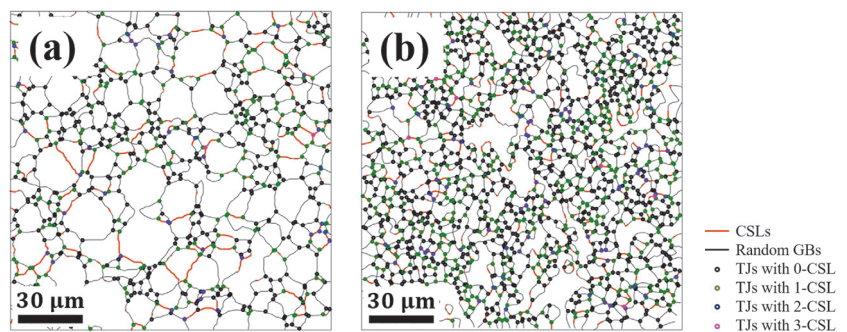 (a)
(b)
30 µm
30 µm
CSLs
Random GBs
TJs with 0-CSL
TJs with 1-CSL
TJs with 2-CSL
TJs with 3-CSL